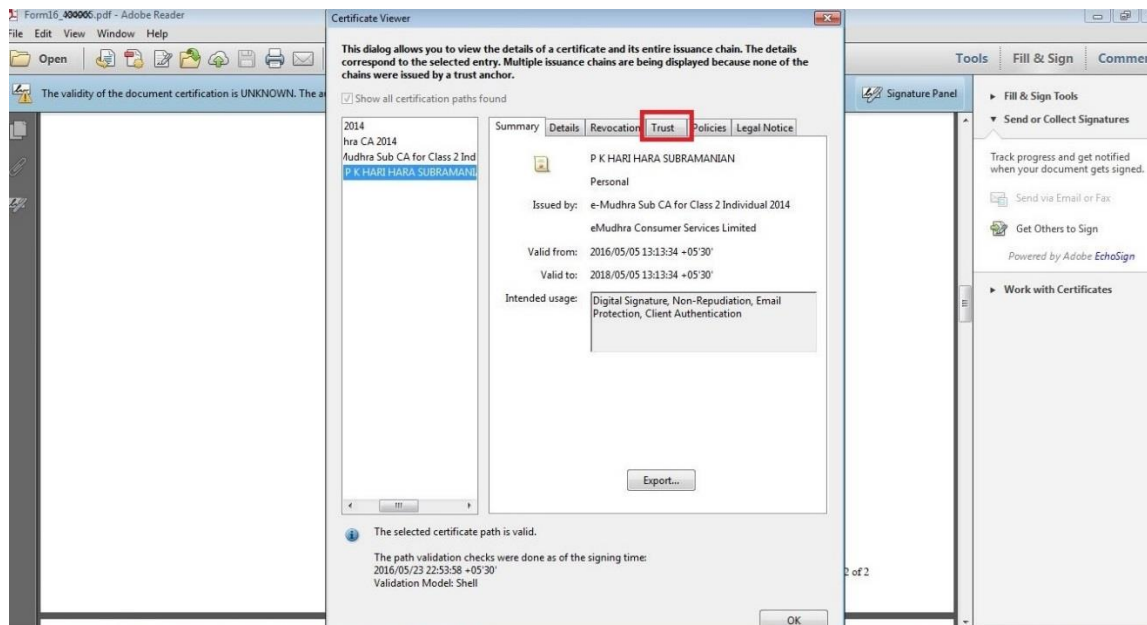 Form16_400005.pdf - Adobe Reader
File Edit View Window Help
Open
Tools Fill & Sign Commen
The validity of the document certification is UNKNOWN. The a
Signature Panel
Certificate Viewer
This dialog allows you to view the details of a certificate and its entire issuance chain. The details
correspond to the selected entry. Multiple issuance chains are being displayed because none of the
chains were issued by a trust anchor.
Show all certification paths found
2014
hra CA 2014
Mudhra Sub CA for Class 2 Ind
P K HARI HARA SUBRAMANI
Summary Details Revocation Trust Policies Legal Notice
P K HARI HARA SUBRAMANIAN
Personal
Issued by: e-Mudhra Sub CA for Class 2 Individual 2014
eMudhra Consumer Services Limited
Valid from: 2016/05/05 13:13:34 +05'30'
Valid to: 2018/05/05 13:13:34 +05'30'
Intended usage: Digital Signature, Non-Repudiation, Email
Protection, Client Authentication
Export...
The selected certificate path is valid.
The path validation checks were done as of the signing time:
2016/05/23 22:53:58 +05'30'
Validation Model: Shell
OK
2 of 2
Fill & Sign Tools
Send or Collect Signatures
Track progress and get notified
when your document gets signed.
Send via Email or Fax
Get Others to Sign
Powered by Adobe EchoSign
Work with Certificates